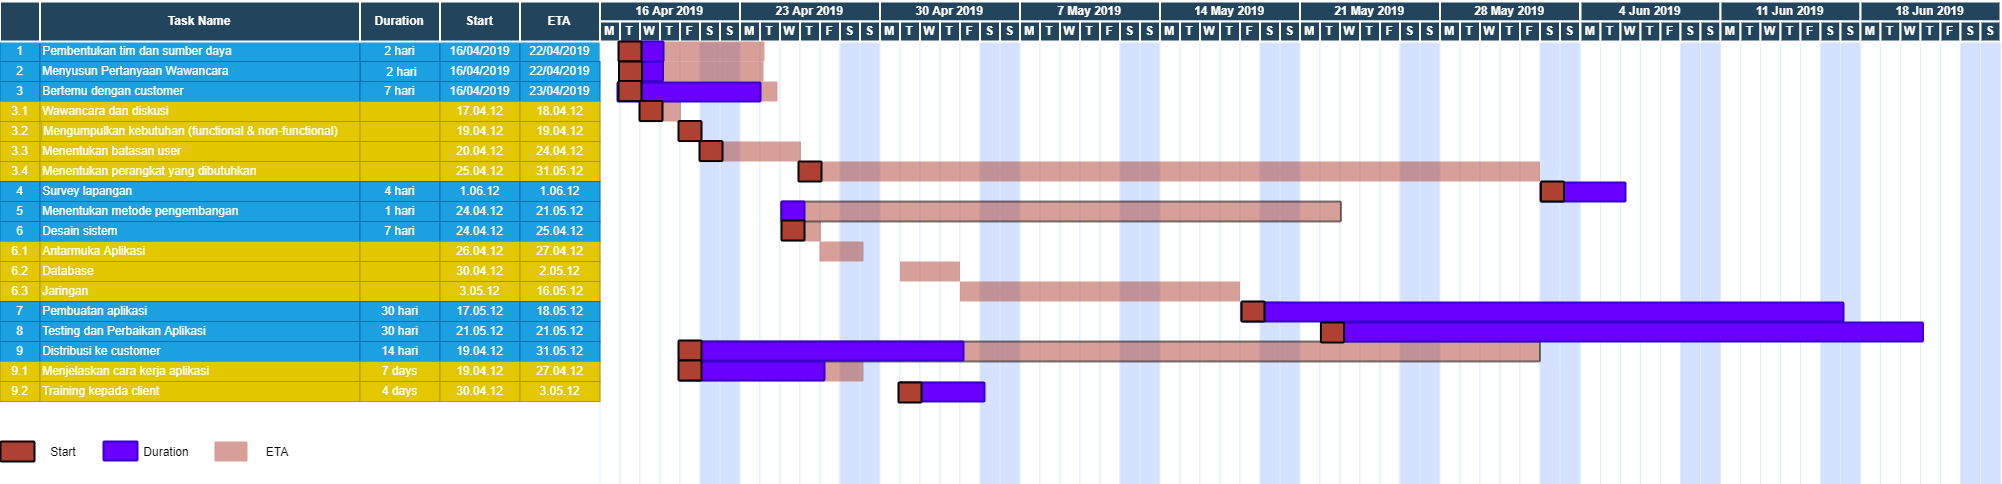 Task Name Duration Start ETA 16 Apr 2019 23 Apr 2019 30 Apr 2019 7 May 2019 14 May 2019 21 May 2019 28 May 2019 4 Jun 2019 11 Jun 2019 18 Jun 2019
M T W T F S S M T W T F S S M T W T F S S M T W T F S S M T W T F S S M T W T F S S M T W T F S S M T W T F S S M T W T F S S M T W T F S S
1 Pembentukan tim dan sumber daya 2 hari 16/04/2019 22/04/2019
2 Menyusun Pertanyaan Wawancara 2 hari 16/04/2019 22/04/2019
3 Bertemu dengan customer 7 hari 16/04/2019 23/04/2019
3.1 Wawancara dan diskusi 17.04.12 18.04.12
3.2 Mengumpulkan kebutuhan (functional & non-functional) 19.04.12 19.04.12
3.3 Menentukan batasan user 20.04.12 24.04.12
3.4 Menentukan perangkat yang dibutuhkan 25.04.12 31.05.12
4 Survey lapangan 4 hari 1.06.12 1.06.12
5 Menentukan metode pengembangan 1 hari 24.04.12 21.05.12
6 Desain sistem 7 hari 24.04.12 25.04.12
6.1 Antarmuka Aplikasi 26.04.12 27.04.12
6.2 Database 30.04.12 2.05.12
6.3 Jaringan 3.05.12 16.05.12
7 Pembuatan aplikasi 30 hari 17.05.12 18.05.12
8 Testing dan Perbaikan Aplikasi 30 hari 21.05.12 21.05.12
9 Distribusi ke customer 14 hari 19.04.12 31.05.12
9.1 Menjelaskan cara kerja aplikasi 7 days 19.04.12 27.04.12
9.2 Training kepada client 4 days 30.04.12 3.05.12
Start Duration ETA